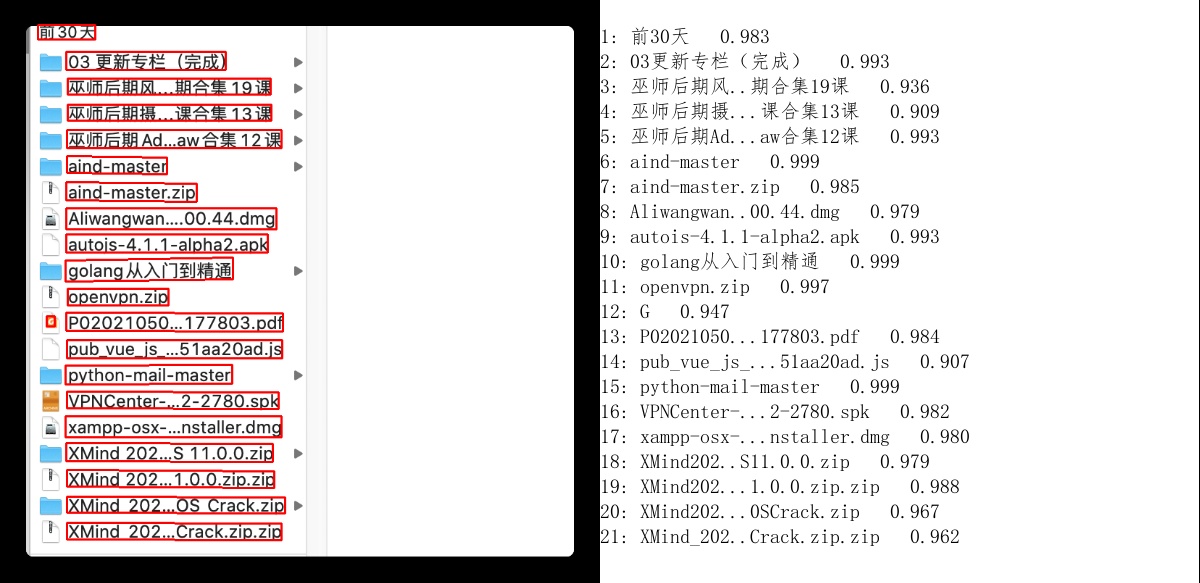 前30天
03 更新专栏（完成）
巫师后期风...期合集19课
巫师后期摄...课合集13课
巫师后期Ad...aw合集12课
aind-master
aind-master.zip
Aliwangwan....00.44.dmg
autojs-4.1.1-alpha2.apk
golang从入门到精通
openvpn.zip
P02021050...177803.pdf
pub_vue_js_...51aa20ad.js
python-mail-master
VPNCenter-...2-2780.spk
xampp-osx-...nstaller.dmg
XMind 202...S 11.0.0.zip
XMind 202...1.0.0.zip.zip
XMind_202...OS_Crack.zip
XMind_202...Crack.zip.zip
1: 前30天 0.983
2: 03更新专栏（完成） 0.993
3: 巫师后期风..期合集19课 0.936
4: 巫师后期摄...课合集13课 0.909
5: 巫师后期Ad...aw合集12课 0.993
6: aind-master 0.999
7: aind-master.zip 0.985
8: Aliwangwan..00.44.dmg 0.979
9: autois-4.1.1-alpha2.apk 0.993
10: golang从入门到精通 0.999
11: openvpn.zip 0.997
12: G 0.947
13: P02021050...177803.pdf 0.984
14: pub_vue_js_...51aa20ad.js 0.907
15: python-mail-master 0.999
16: VPNCenter-...2-2780.spk 0.982
17: xampp-osx-...nstaller.dmg 0.980
18: XMind202...S11.0.0.zip 0.979
19: XMind202...1.0.0.zip.zip 0.988
20: XMind202...OSCrack.zip 0.967
21: XMind_202..Crack.zip.zip 0.962